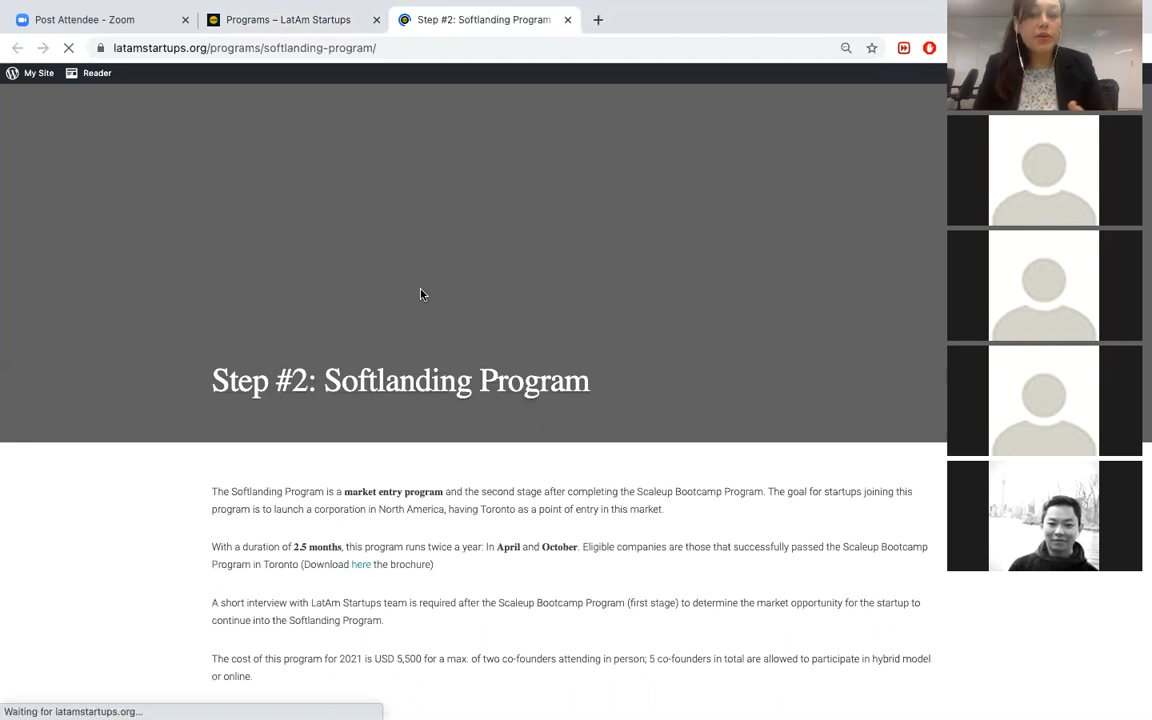 Post Attendee - Zoom
Programs – LatAm Startups
Step #2: Softlanding Program
latamstartups.org/programs/softlanding-program/
My Site
Reader
Step #2: Softlanding Program
The Softlanding Program is a market entry program and the second stage after completing the Scaleup Bootcamp Program. The goal for startups joining this
program is to launch a corporation in North America, having Toronto as a point of entry in this market.
With a duration of 2.5 months, this program runs twice a year: In April and October. Eligible companies are those that successfully passed the Scaleup Bootcamp
Program in Toronto (Download here the brochure)
A short interview with LatAm Startups team is required after the Scaleup Bootcamp Program (first stage) to determine the market opportunity for the startup to
continue into the Softlanding Program.
The cost of this program for 2021 is USD 5,500 for a max. of two co-founders attending in person; 5 co-founders in total are allowed to participate in hybrid model
or online.
Waiting for latamstartups.org...